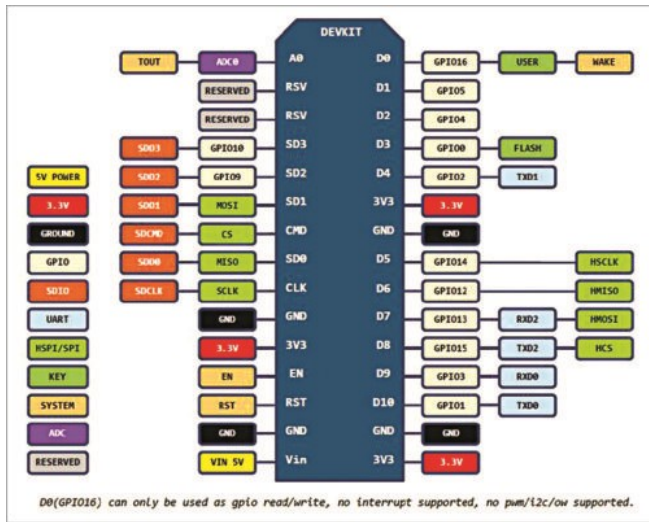 DEVKIT
TOUT ADC0 A0 D0 GPIO16 USER WAKE
RESERVED RSV D1 GPIO5
RESERVED RSV D2 GPIO4
SDD3 GPIO10 SD3 D3 GPIO0 FLASH
5V POWER SDD2 GPIO9 SD2 D4 GPIO2 TXD1
3.3V SDD1 MOSI SD1 3V3 3.3V
GROUND SDCMD CS CMD GND GND
GPIO SDD0 MISO SD0 D5 GPIO14 HSCLK
SDIO SDCLK SCLK CLK D6 GPIO12 HMISO
UART GND GND D7 GPIO13 RXD2 HMOSI
HSPI/SPI 3.3V 3V3 D8 GPIO15 TXD2 HCS
KEY EN EN D9 GPIO3 RXD0
SYSTEM RST RST D10 GPIO1 TXD0
ADC GND GND GND GND
RESERVED VIN 5V Vin 3V3 3.3V
D0(GPIO16) can only be used as gpio read/write, no interrupt supported, no pwm/i2c/ow supported.